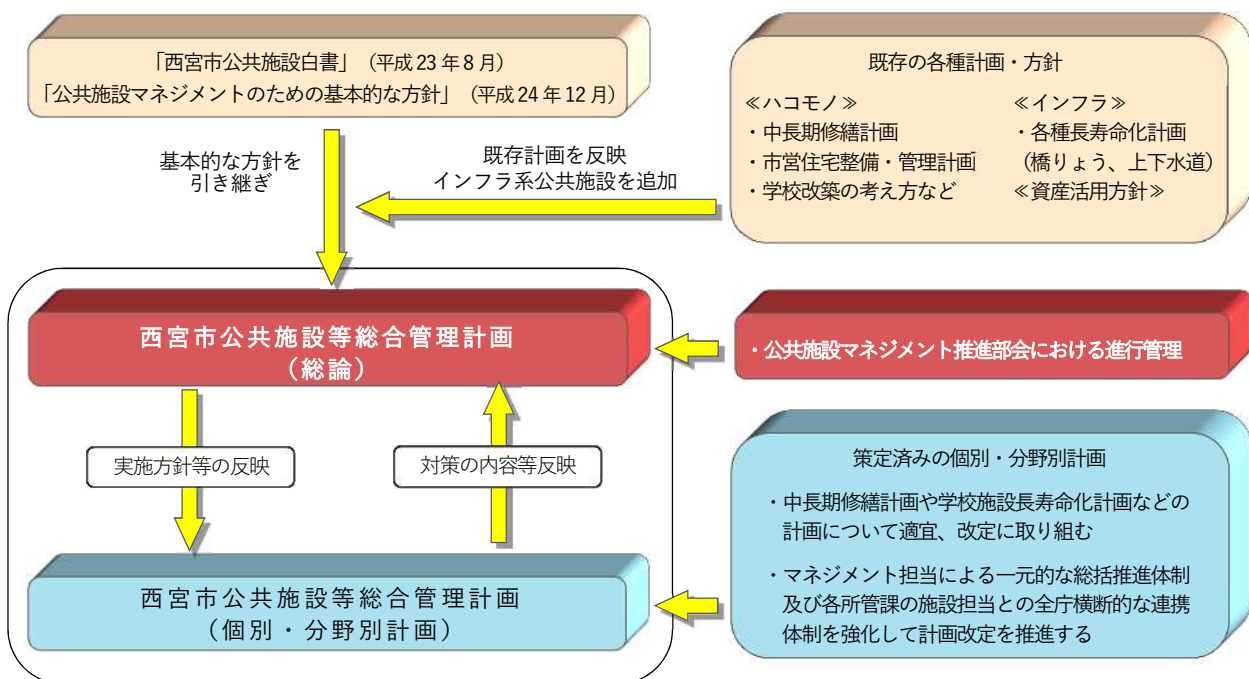 「西宮市公共施設白書」（平成23年8月）
「公共施設マネジメントのための基本的な方針」（平成24年12月）
既存の各種計画・方針
≪ハコモノ≫
・中長期修繕計画
・市営住宅整備・管理計画
・学校改築の考え方など
≪インフラ≫
・各種長寿命化計画
（橋りょう、上下水道）
≪資産活用方針≫
基本的な方針を
引き継ぎ
既存計画を反映
インフラ系公共施設を追加
西宮市公共施設等総合管理計画
（総論）
・公共施設マネジメント推進部会における進行管理
実施方針等の反映
対策の内容等反映
西宮市公共施設等総合管理計画
（個別・分野別計画）
策定済みの個別・分野別計画
・中長期修繕計画や学校施設長寿命化計画などの
計画について適宜、改定に取り組む
・マネジメント担当による一元的な総括推進体制
及び各所管課の施設担当との全庁横断的な連携
体制を強化して計画改定を推進する